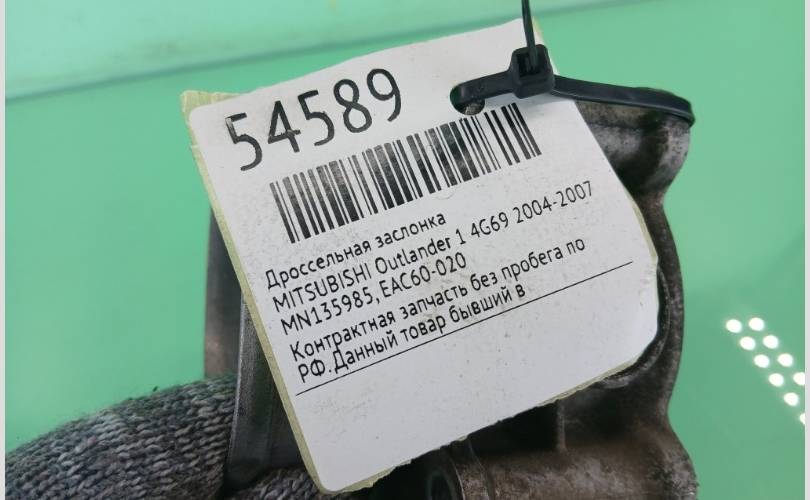 54589
Дроссельная заслонка
MITSUBISHI Outlander 1 4G69 2004-2007
MN135985, EAC60-020
Контрактная запчасть без пробега по
РФ.Данный товар бывший в